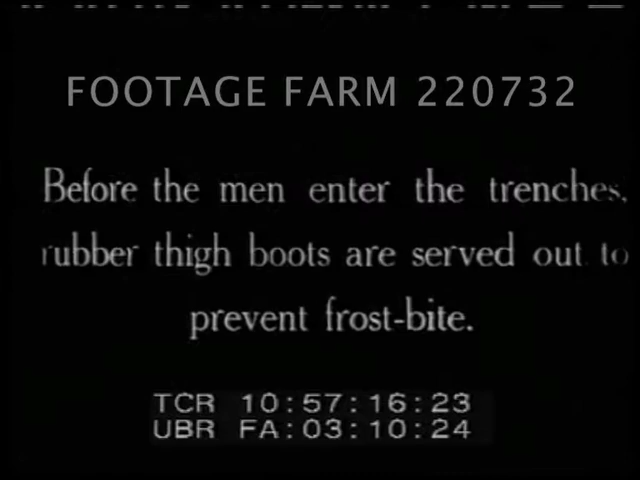 FOOTAGE FARM 220732
Before the men enter the trenches,
rubber thigh boots are served out to
prevent frost-bite.
TCR 10:57:16:23
UBR FA:03:10:24